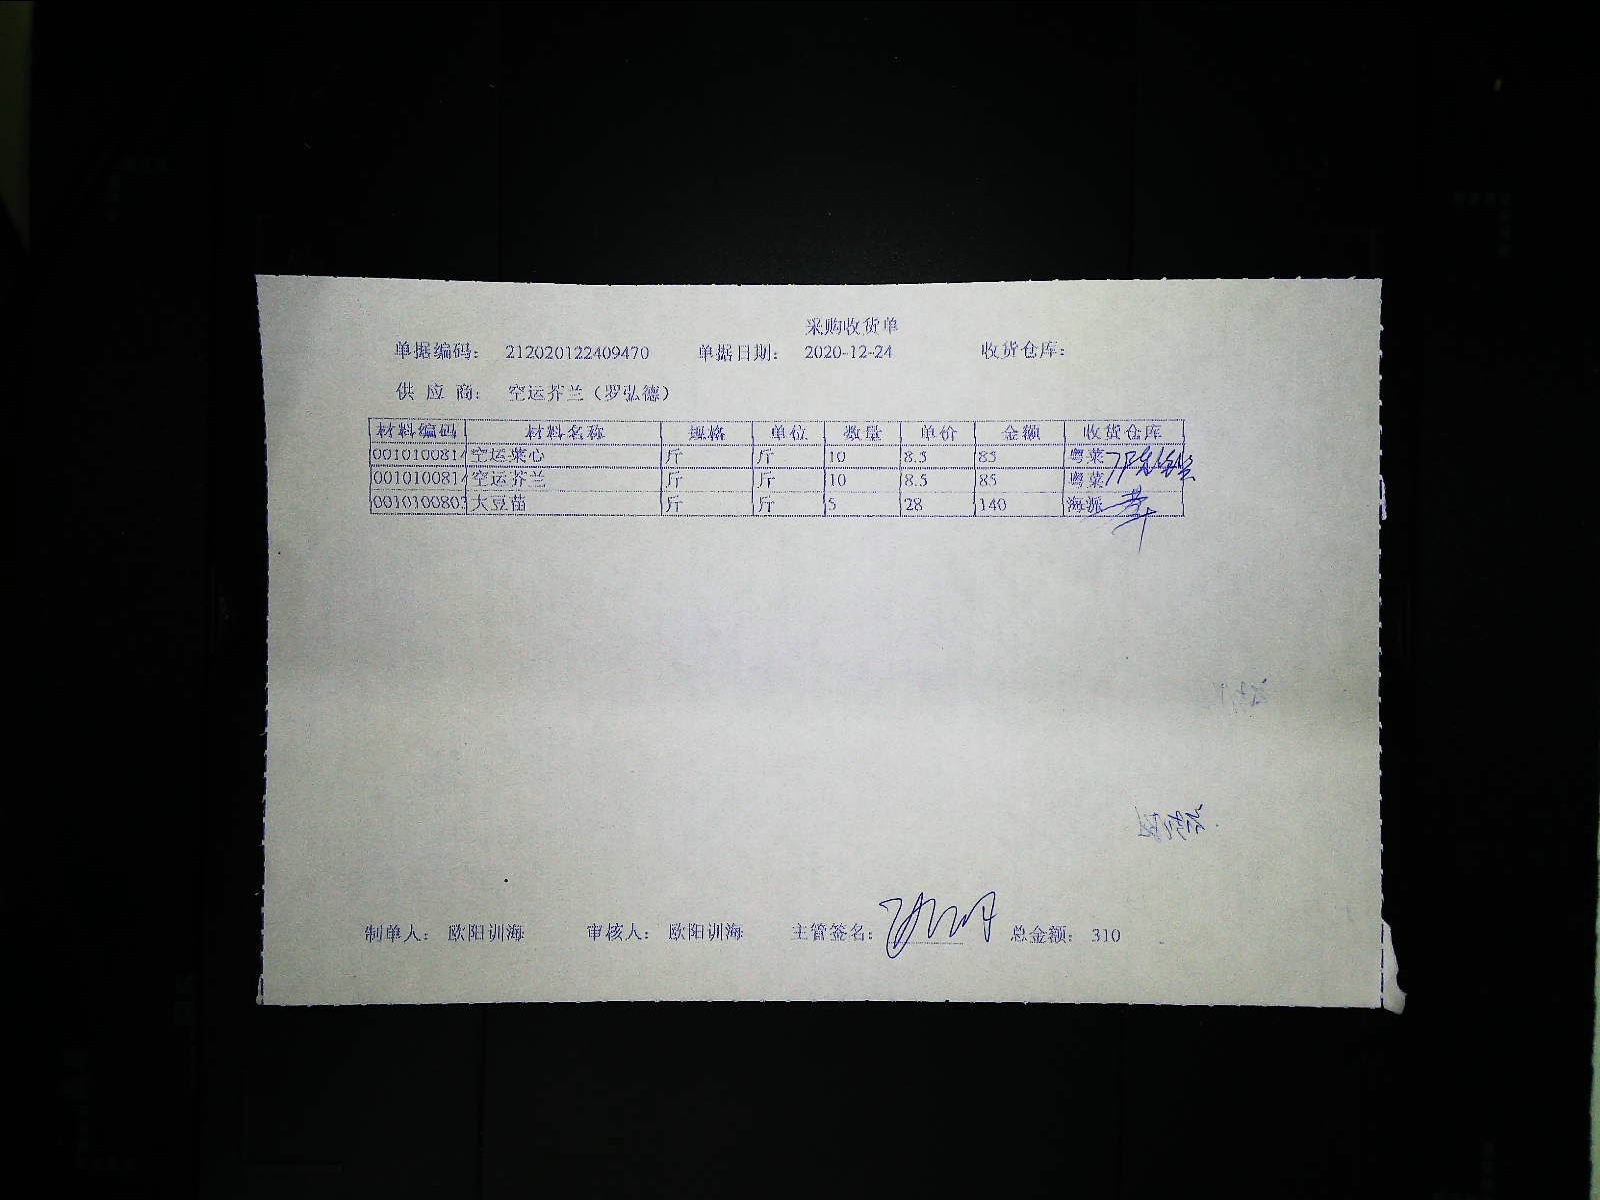 采购收货单
单据编码： 212020122409470 单据日期： 2020-12-24 收货仓库：
供 应 商： 空运芥兰（罗弘德）
材料编码 材料名称 规格 单位 数量 单价 金额 收货仓库
001010081 空运菜心 斤 斤 10 8.5 85 粤菜
001010081 空运芥兰 斤 斤 10 8.5 85 粤菜
001010080 大豆苗 斤 斤 5 28 140 海派
制单人： 欧阳训海 审核人： 欧阳训海 主管签名： 总金额： 310